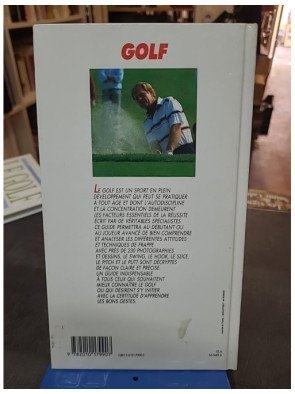 GOLF
LE GOLF EST UN SPORT EN PLEIN
DÉVELOPPEMENT QUI PEUT SE PRATIQUER
À TOUT ÂGE ET DONT L'AUTODISCIPLINE
ET LA CONCENTRATION DEMEURENT
LES FACTEURS ESSENTIELS DE LA RÉUSSITE.
ÉCRIT PAR DE VÉRITABLES SPÉCIALISTES
CE GUIDE PERMETTRA AU DÉBUTANT OU
AU JOUEUR AVANCÉ DE BIEN COMPRENDRE
ET ANALYSER LES DIFFÉRENTES ATTITUDES
ET TECHNIQUES DE FRAPPE.
AVEC PRÈS DE 230 PHOTOGRAPHIES
ET DESSINS, LE SWING, LE HOOK, LE SLICE,
LE PITCH ET LE PUTT SONT DÉCRYPTÉS
DE FAÇON CLAIRE ET PRÉCISE.
UN GUIDE INDISPENSABLE
À TOUS CEUX QUI SOUHAITENT
MIEUX CONNAÎTRE LE GOLF
OU QUI DÉSIRENT S'Y INITIER
AVEC LA CERTITUDE D'APPRENDRE
LES BONS GESTES.